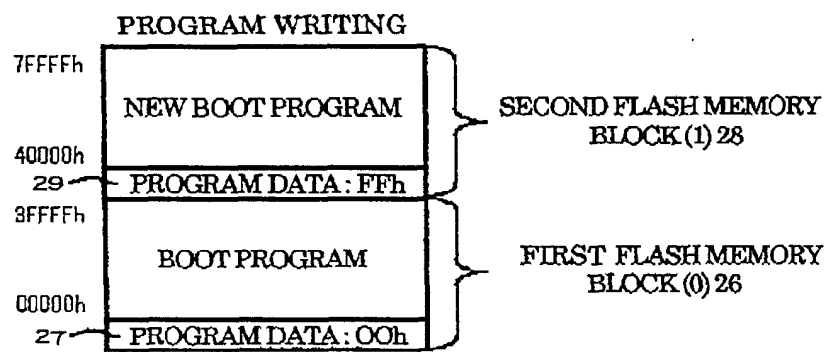 PROGRAM WRITING
7FFFFh
NEW BOOT PROGRAM
SECOND FLASH MEMORY
BLOCK (1) 28
40000h
29
PROGRAM DATA : FFh
3FFFFh
BOOT PROGRAM
FIRST FLASH MEMORY
BLOCK (0) 26
00000h
27
PROGRAM DATA : 00h